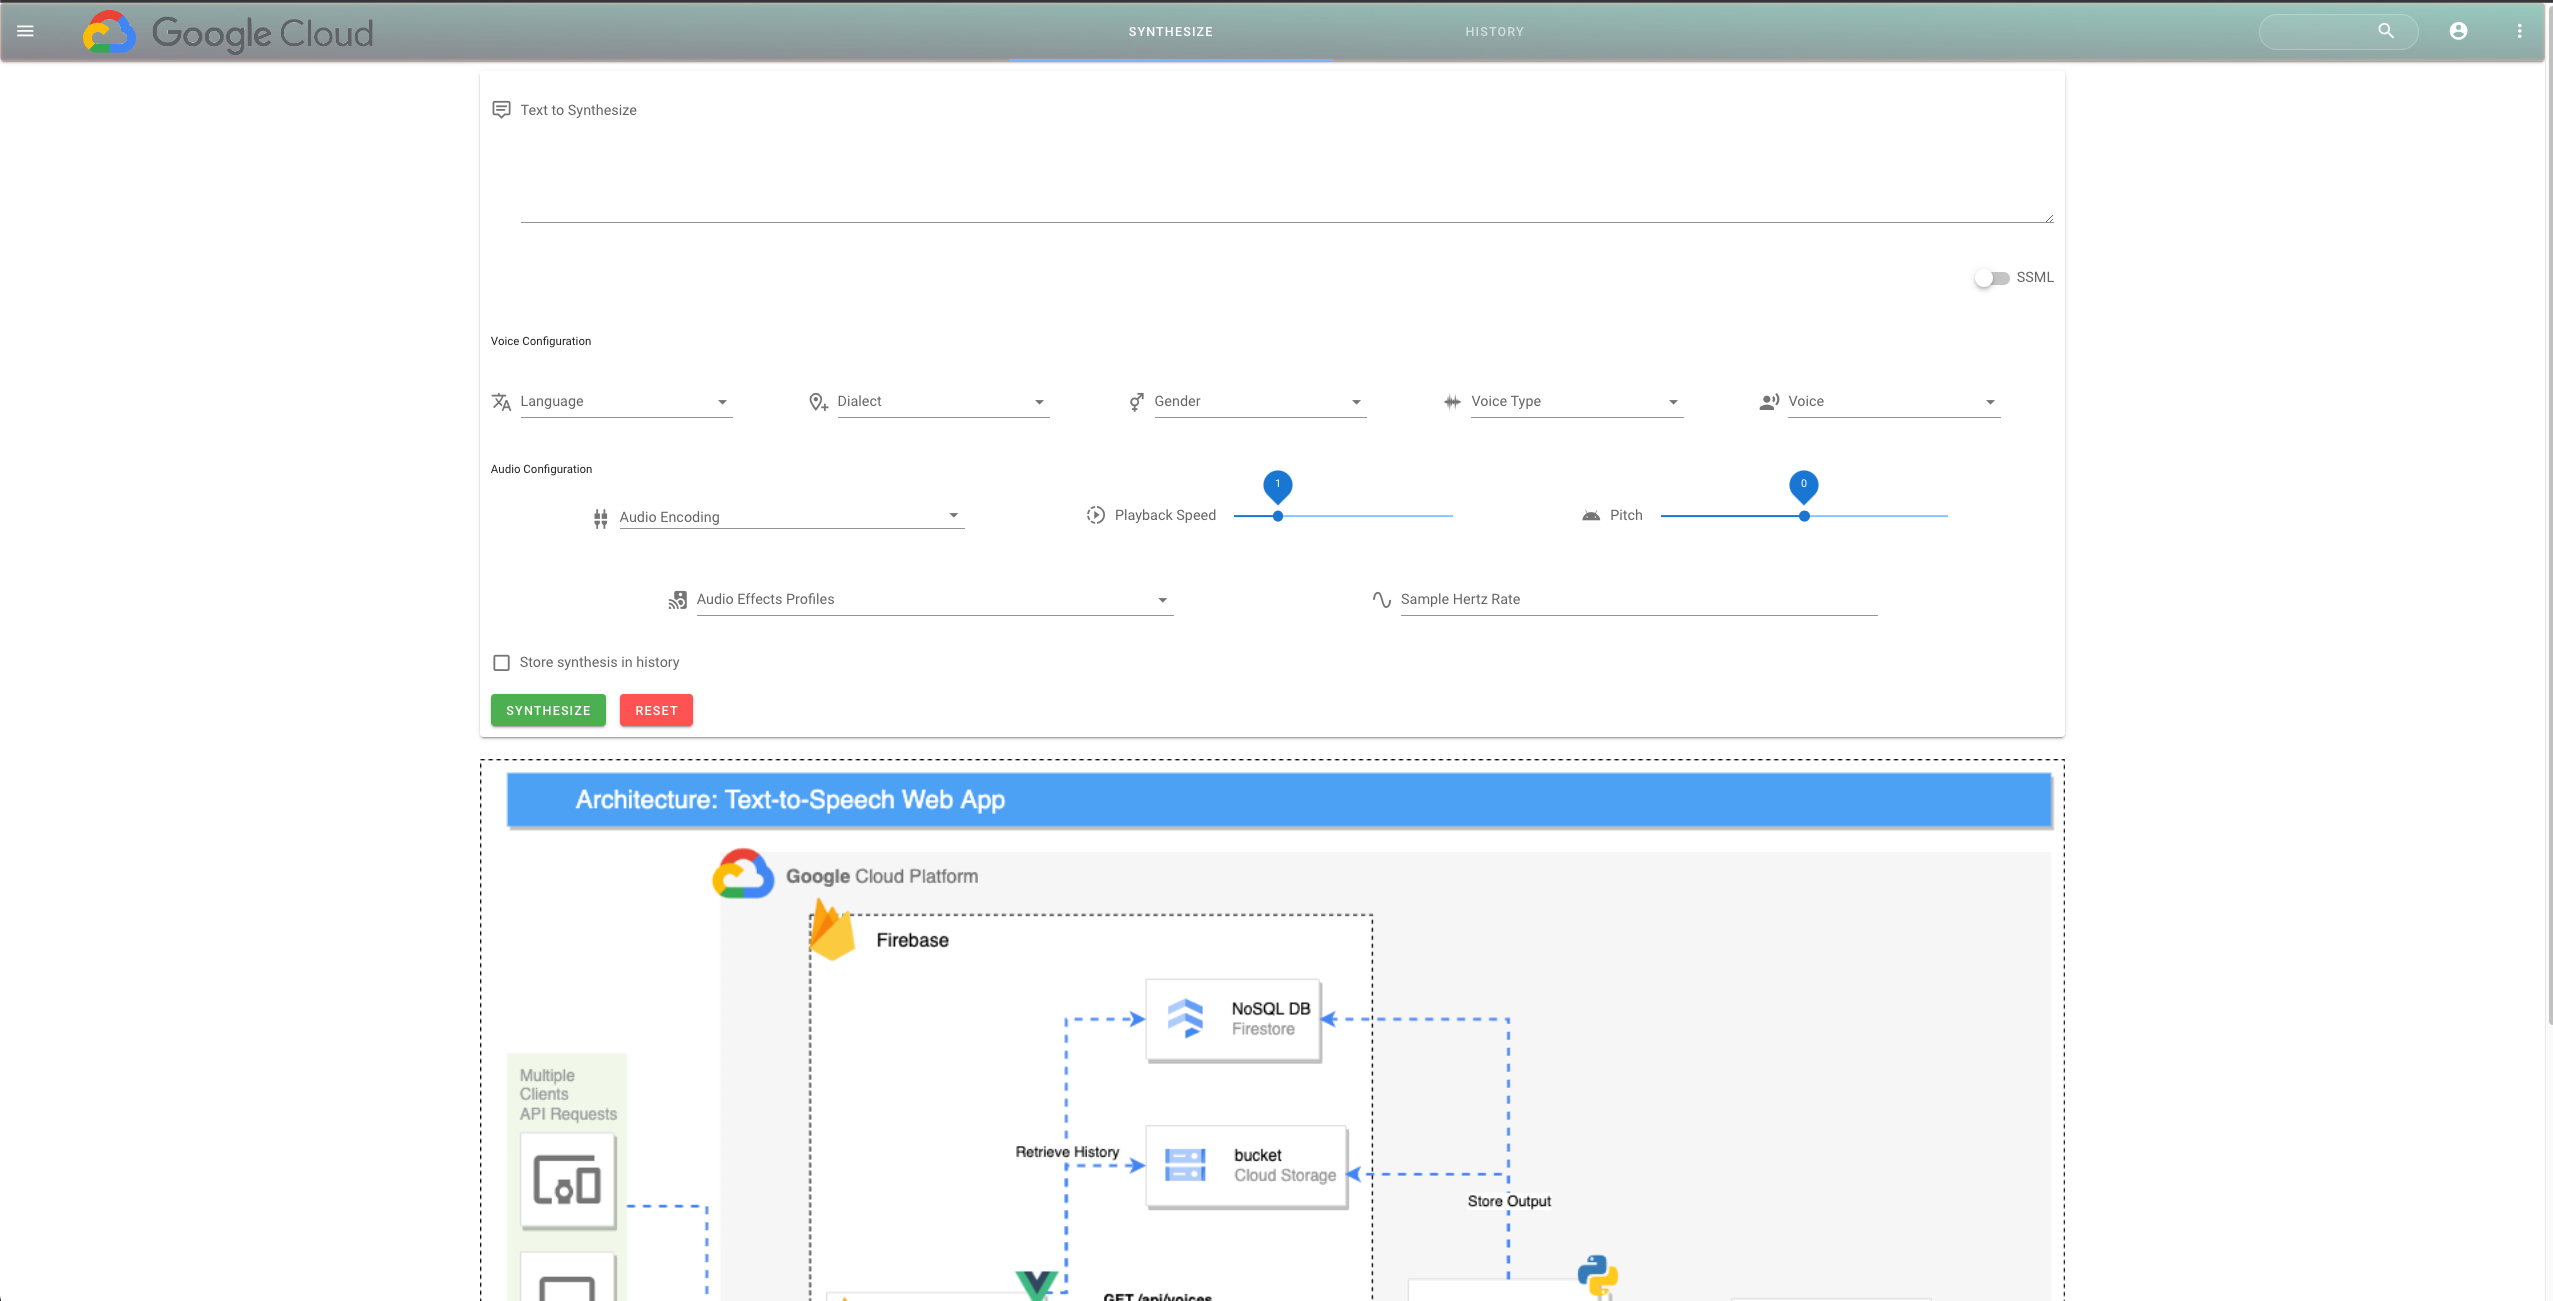 Google Cloud
SYNTHESIZE
HISTORY
Text to Synthesize
SSML
Voice Configuration
Language
Dialect
Gender
Voice Type
Voice
Audio Configuration
Audio Encoding
Playback Speed
1
Pitch
0
Audio Effects Profiles
Sample Hertz Rate
Store synthesis in history
SYNTHESIZE
RESET
Architecture: Text-to-Speech Web App
Google Cloud Platform
Firebase
NoSQL DB
Firestore
Multiple
Clients
API Requests
Retrieve History
bucket
Cloud Storage
Store Output
GET /api/voices